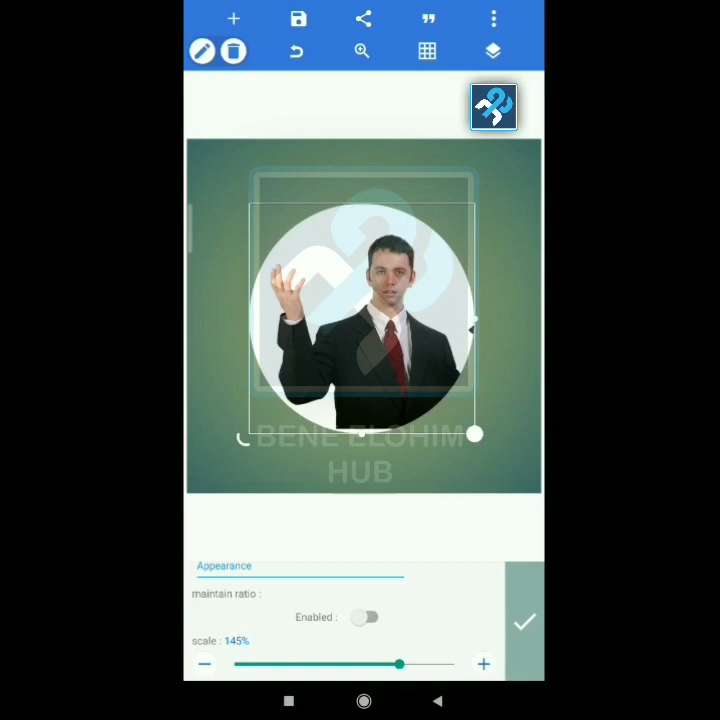 BENE ELOHIM
HUB
Appearance
maintain ratio :
Enabled :
scale : 145%